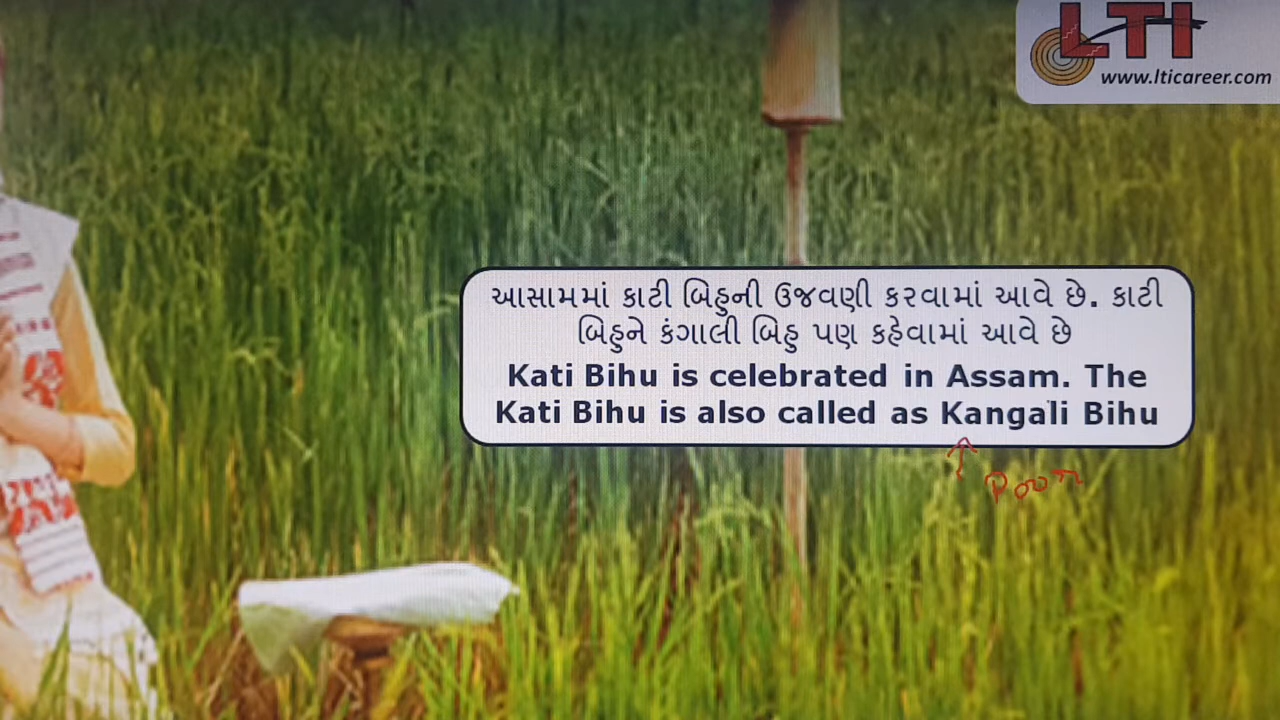 LTI
www.lticareer.com
આસામમાં કાટી બિહુની ઉજવણી કરવામાં આવે છે. કાટી
બિહુને કંગાલી બિહુ પણ કહેવામાં આવે છે
Kati Bihu is celebrated in Assam. The
Kati Bihu is also called as Kangali Bihu
Poor